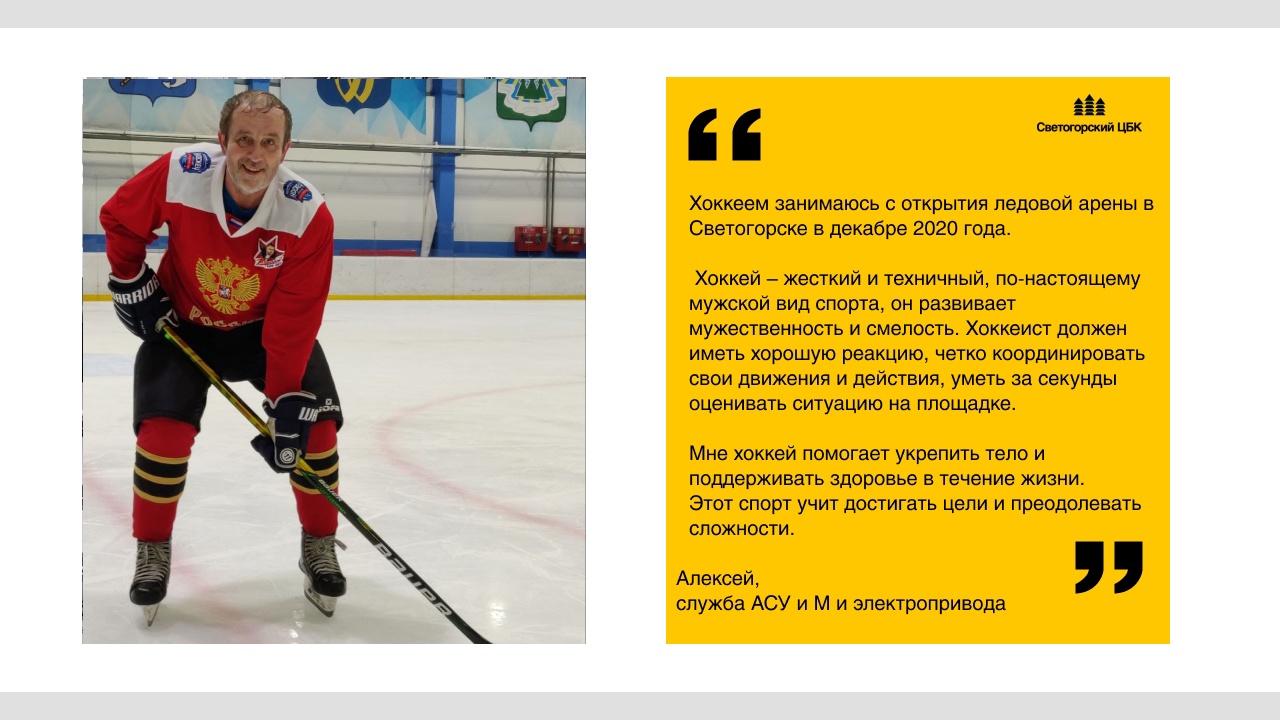 WARRIOR
РОССИЯ
BAUER
Светогорский ЦБК
Хоккеем занимаюсь с открытия ледовой арены в
Светогорске в декабре 2020 года.
Хоккей – жесткий и техничный, по-настоящему
мужской вид спорта, он развивает
мужественность и смелость. Хоккеист должен
иметь хорошую реакцию, четко координировать
свои движения и действия, уметь за секунды
оценивать ситуацию на площадке.
Мне хоккей помогает укрепить тело и
поддерживать здоровье в течение жизни.
Этот спорт учит достигать цели и преодолевать
сложности.
Алексей,
служба АСУ и М и электропривода